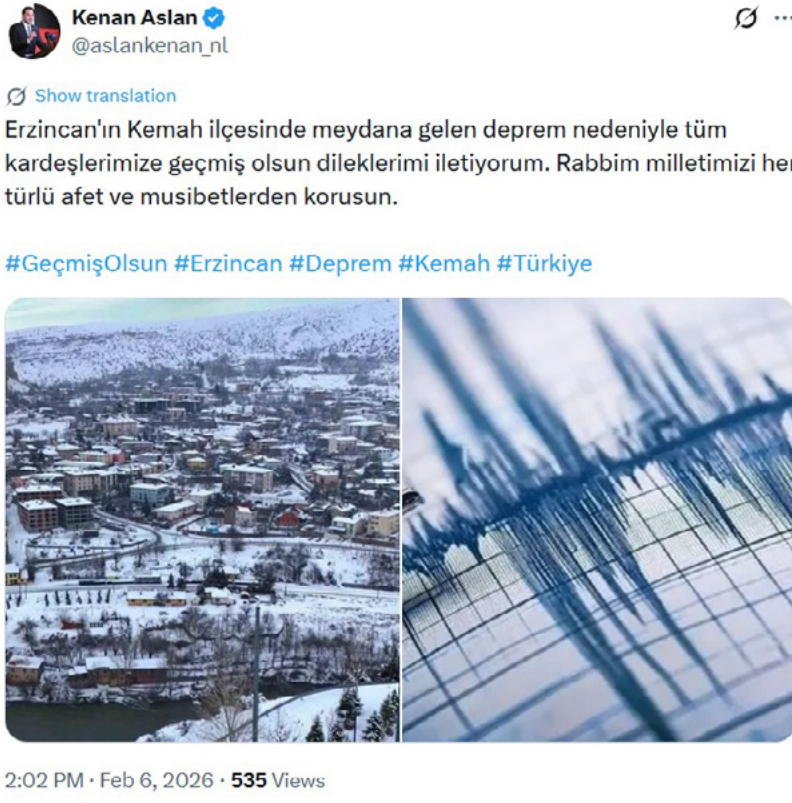 Kenan Aslan
@aslankenan_nl
Show translation
Erzincan'ın Kemah ilçesinde meydana gelen deprem nedeniyle tüm
kardeşlerimize geçmiş olsun dileklerimi iletiyorum. Rabbim milletimizi her
türlü afet ve musibetlerden korusun.
#GeçmişOlsun #Erzincan #Deprem #Kemah #Türkiye
2:02 PM · Feb 6, 2026 · 535 Views